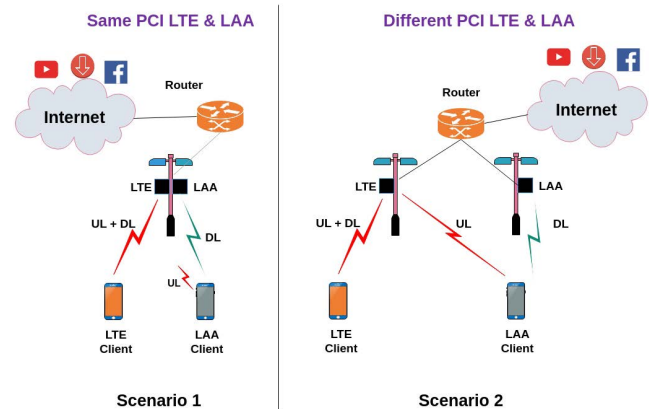 Same PCI LTE & LAA
Router
Internet
LTE
LAA
UL + DL
DL
UL
LTE
Client
LAA
Client
Scenario 1
Different PCI LTE & LAA
Router
Internet
LTE
LAA
UL + DL
UL
DL
LTE
Client
LAA
Client
Scenario 2